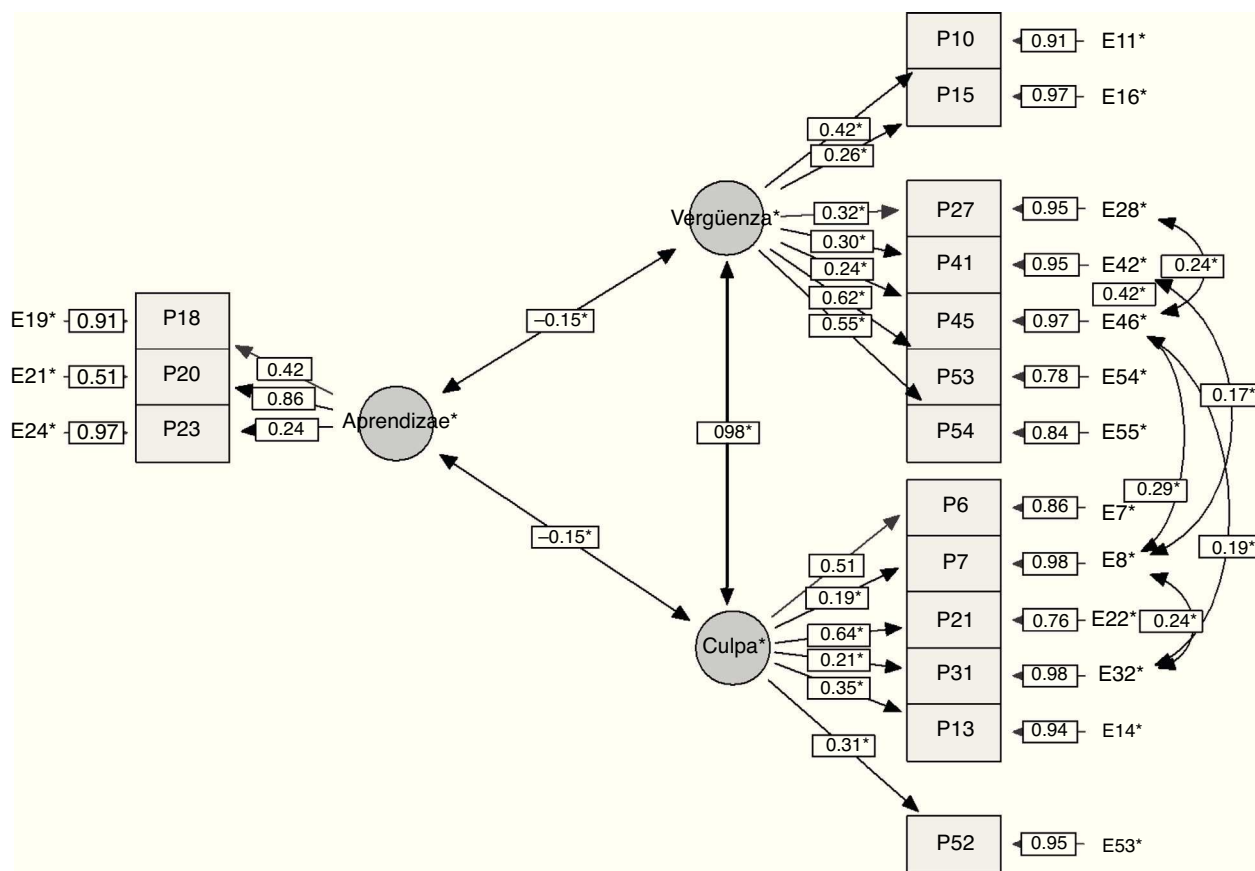 P10 0.91 E11*
P15 0.97 E16*
0.42*
0.26*
Vergüenza*
0.32*
P27 0.95 E28*
0.30*
P41 0.95 E42*
0.24*
0.24*
0.62*
0.42*
0.55*
P45 0.97 E46*
P53 0.78 E54*
P54 0.84 E55*
0.17*
E19* 0.91 P18
E21* 0.51 P20
E24* 0.97 P23
0.42
0.86
0.24
Aprendizae*
–0.15*
098*
–0.15*
0.29*
P6 0.86 E7*
P7 0.98 E8*
0.19*
P21 0.76 E22*
0.24*
P31 0.98 E32*
P13 0.94 E14*
0.51
0.19*
0.64*
Culpa*
0.21*
0.35*
0.31*
P52 0.95 E53*